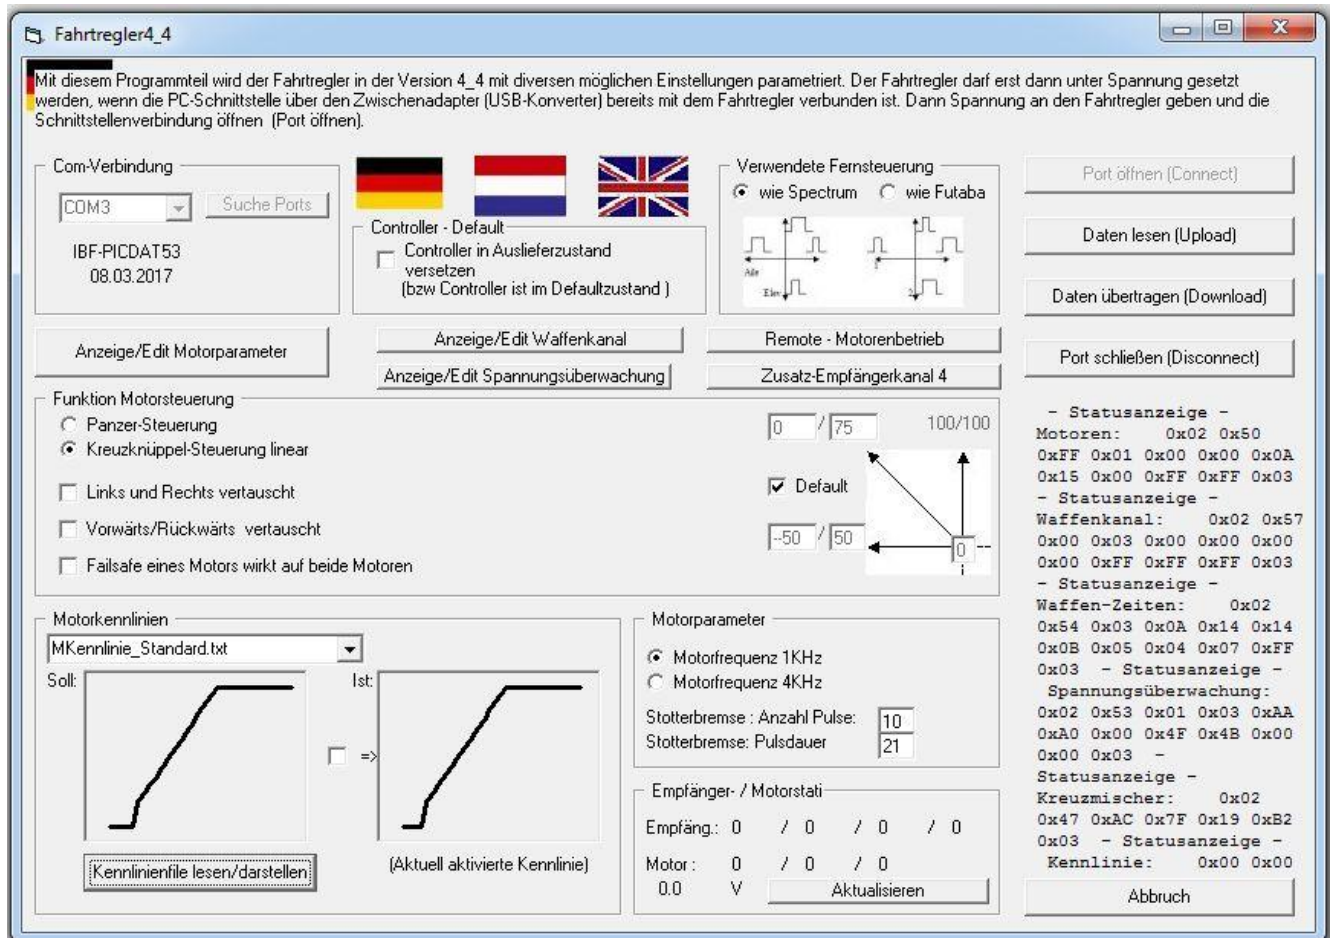 Fahrtregler4_4
Mit diesem Programmteil wird der Fahrtregler in der Version 4_4 mit diversen möglichen Einstellungen parametriert. Der Fahrtregler darf erst dann unter Spannung gesetzt
werden, wenn die PC-Schnittstelle über den Zwischenadapter (USB-Konverter) bereits mit dem Fahrtregler verbunden ist. Dann Spannung an den Fahrtregler geben und die
Schnittstellenverbindung öffnen (Port öffnen).
Com-Verbindung
COM3
Suche Ports
IBF-PICDAT53
08.03.2017
Controller - Default
Controller in Auslieferzustand
versetzen
(bzw Controller ist im Defaultzustand )
Verwendete Fernsteuerung
wie Spectrum
wie Futaba
Aile
Elev
1
2
Port öffnen (Connect)
Daten lesen (Upload)
Daten übertragen (Download)
Port schließen (Disconnect)
Anzeige/Edit Motorparameter
Anzeige/Edit Waffenkanal
Remote - Motorenbetrieb
Anzeige/Edit Spannungsüberwachung
Zusatz-Empfängerkanal 4
Funktion Motorsteuerung
Panzer-Steuerung
Kreuzknüppel-Steuerung linear
Links und Rechts vertauscht
Vorwärts/Rückwärts vertauscht
Failsafe eines Motors wirkt auf beide Motoren
0 / 75
100/100
Default
--50 / 50
0
Motorkennlinien
MKennlinie_Standard.txt
Soll:
Ist:
=>
Kennlinienfile lesen/darstellen
(Aktuell aktivierte Kennlinie)
Motorparameter
Motorfrequenz 1KHz
Motorfrequenz 4KHz
Stotterbremse : Anzahl Pulse: 10
Stotterbremse: Pulsdauer 21
Empfänger- / Motorstati
Empfäng.: 0 / 0 / 0 / 0
Motor : 0 / 0 / 0
0.0 V
Aktualisieren
- Statusanzeige -
Motoren: 0x02 0x50
0xFF 0x01 0x00 0x00 0x0A
0x15 0x00 0xFF 0xFF 0x03
- Statusanzeige -
Waffenkanal: 0x02 0x57
0x00 0x03 0x00 0x00 0x00
0x00 0xFF 0xFF 0xFF 0x03
- Statusanzeige -
Waffen-Zeiten: 0x02
0x54 0x03 0x0A 0x14 0x14
0x0B 0x05 0x04 0x07 0xFF
0x03 - Statusanzeige -
Spannungsüberwachung:
0x02 0x53 0x01 0x03 0xAA
0xA0 0x00 0x4F 0x4B 0x00
0x00 0x03 -
Statusanzeige -
Kreuzmischer: 0x02
0x47 0xAC 0x7F 0x19 0xB2
0x03 - Statusanzeige -
Kennlinie: 0x00 0x00
Abbruch